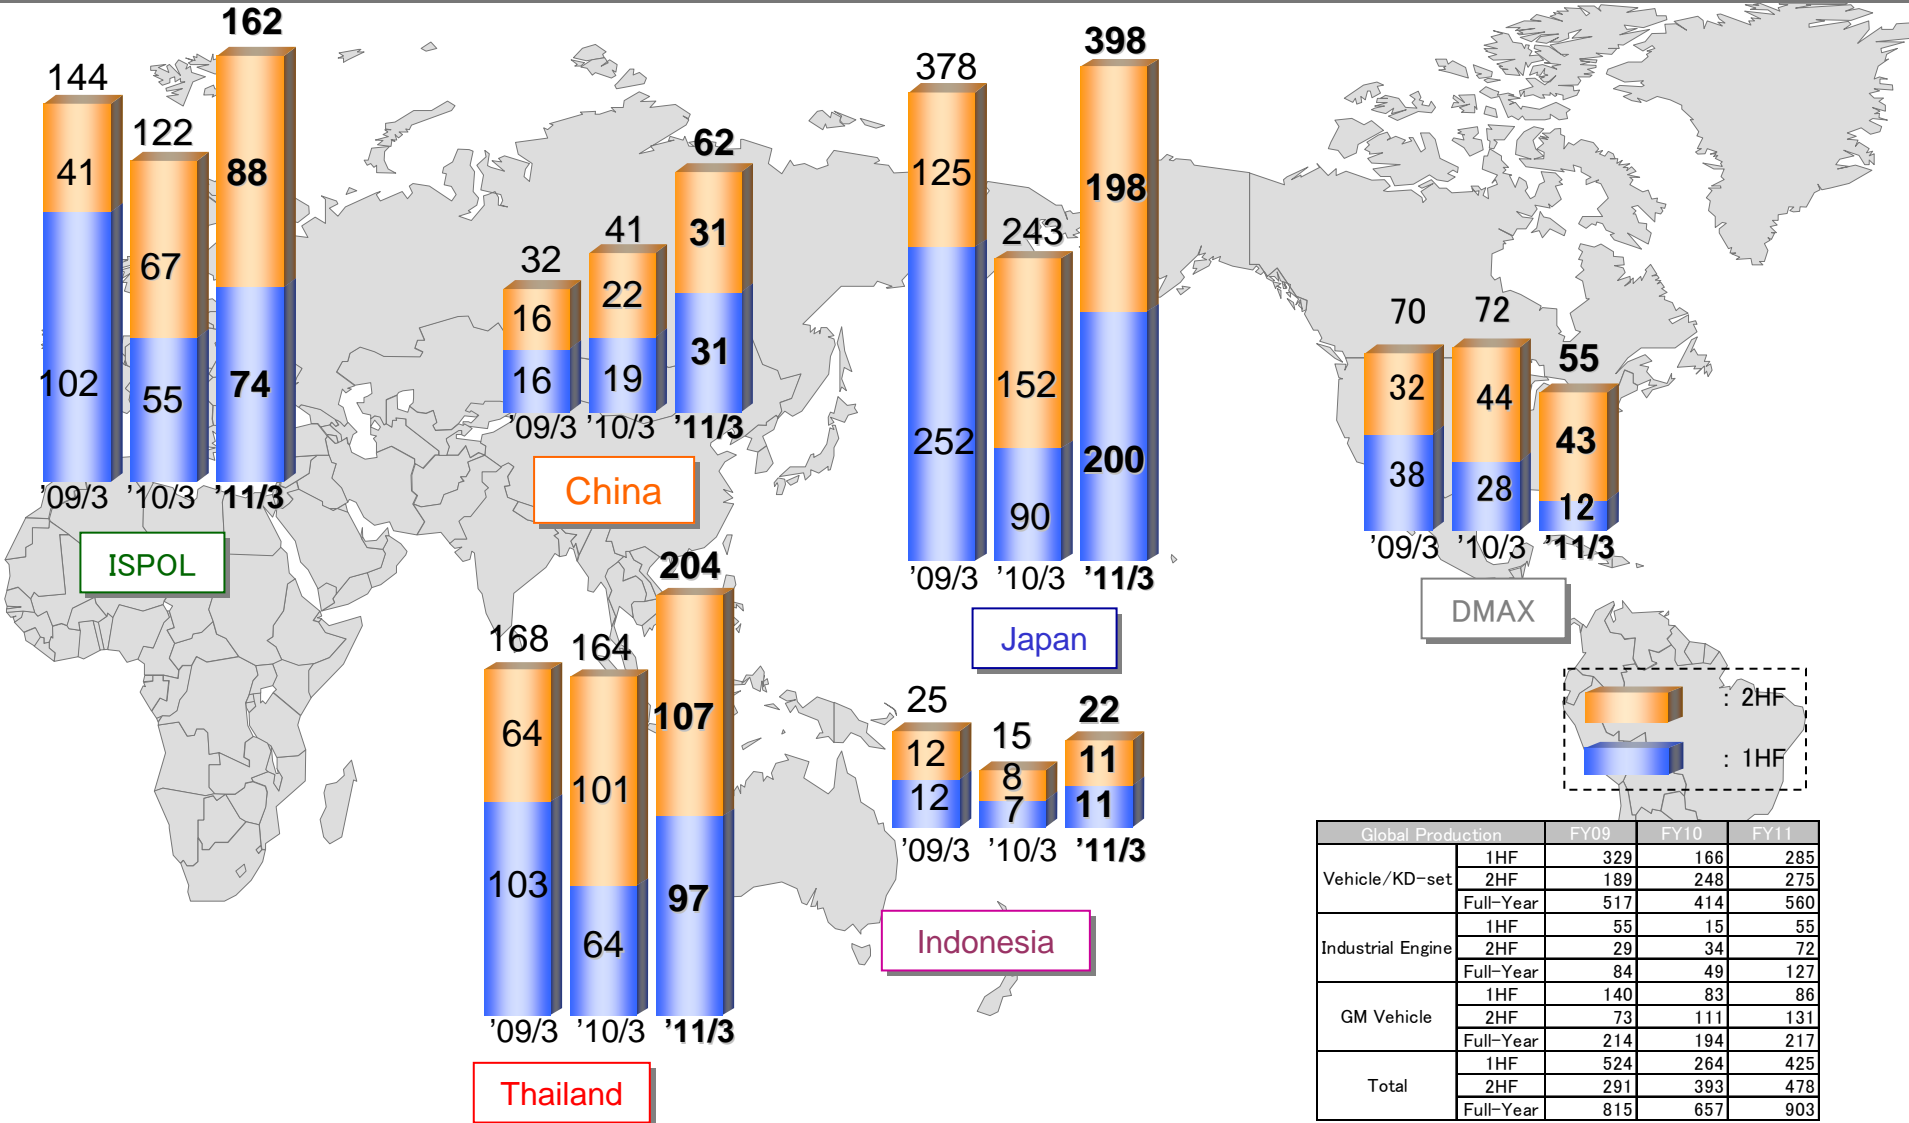 162
144
122
41
67
88
102
55
74
'09/3 '10/3 '11/3
ISPOL
62
41
32
16
22
31
16
19
31
'09/3 '10/3 '11/3
China
398
378
243
125
152
198
252
90
200
'09/3 '10/3 '11/3
Japan
70
72
55
32
44
43
38
28
12
'09/3 '10/3 '11/3
DMAX
204
168
164
64
101
107
103
64
97
'09/3 '10/3 '11/3
Thailand
25
15
22
12
8
11
12
7
11
'09/3 '10/3 '11/3
Indonesia
: 2HF
: 1HF
Global Production FY09 FY10 FY11
Vehicle/KD-set
1HF 329 166 285
2HF 189 248 275
Full-Year 517 414 560
Industrial Engine
1HF 55 15 55
2HF 29 34 72
Full-Year 84 49 127
GM Vehicle
1HF 140 83 86
2HF 73 111 131
Full-Year 214 194 217
Total
1HF 524 264 425
2HF 291 393 478
Full-Year 815 657 903